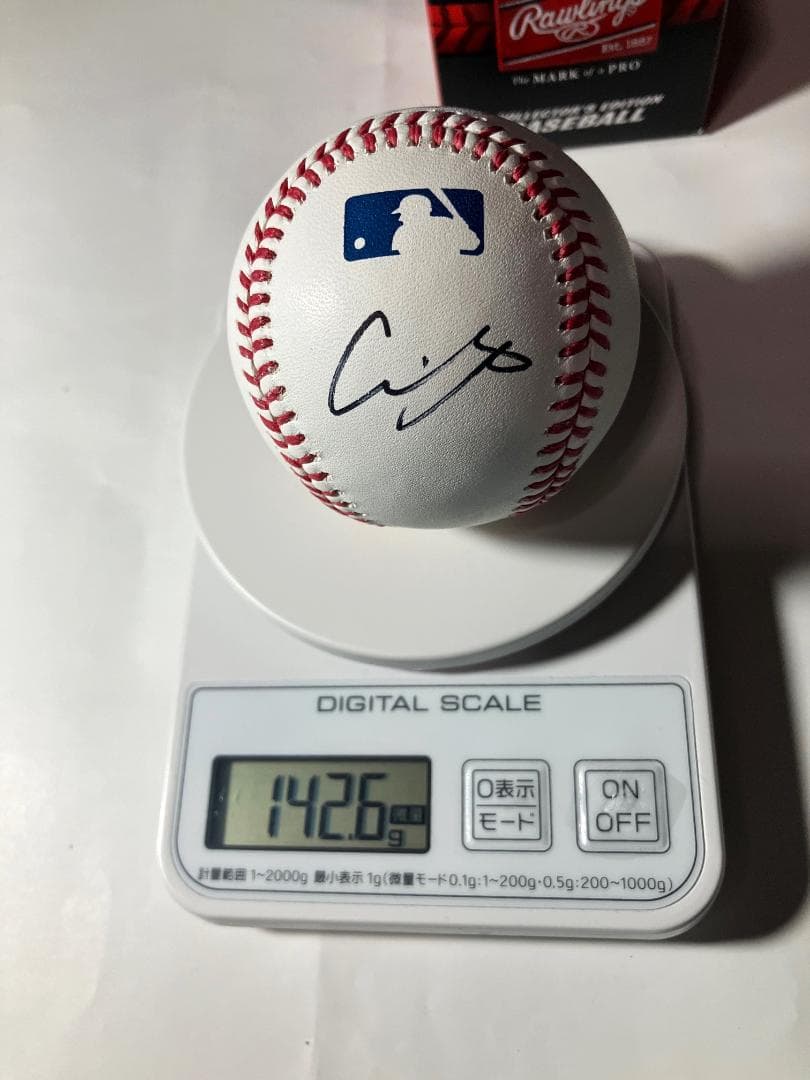 Rawlings
Est. 1887
The MARK of a PRO
COLLECTOR'S EDITION
BASEBALL
DIGITAL SCALE
142.6g
0表示
モード
ON
OFF
計量範囲 1~2000g 最小表示 1g(微量モード0.1g:1~200g・0.5g:200~1000g)